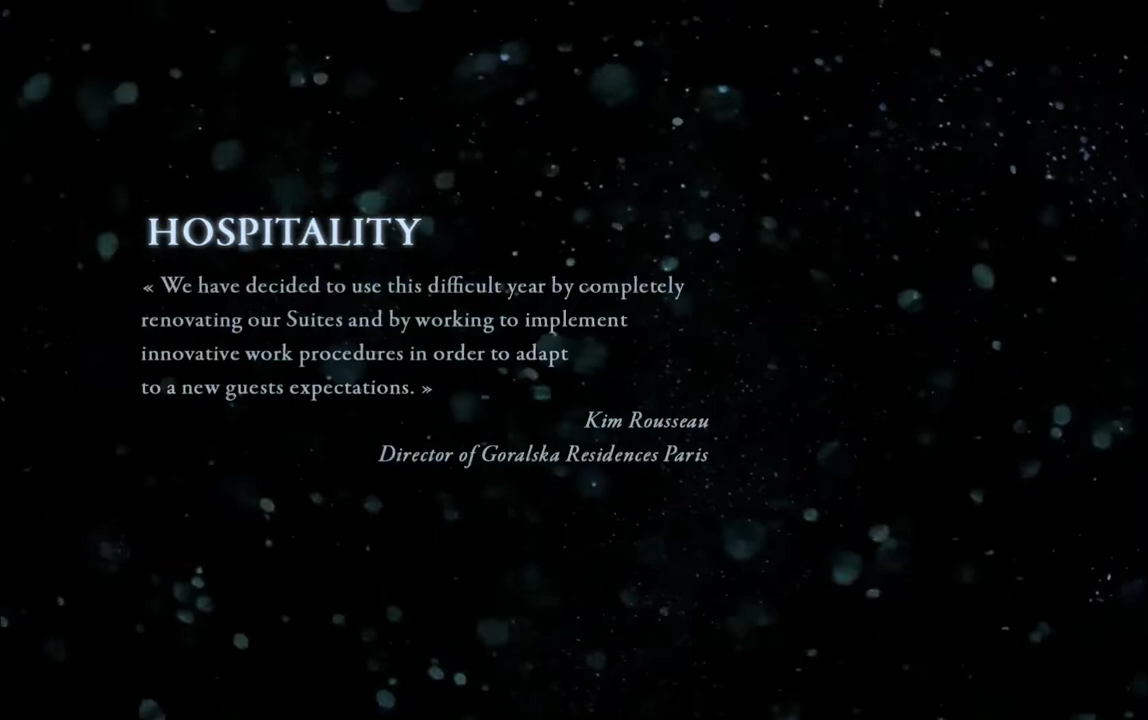 HOSPITALITY
« We have decided to use this difficult year by completely
renovating our Suites and by working to implement
innovative work procedures in order to adapt
to a new guests expectations. »
Kim Rousseau
Director of Goralska Residences Paris